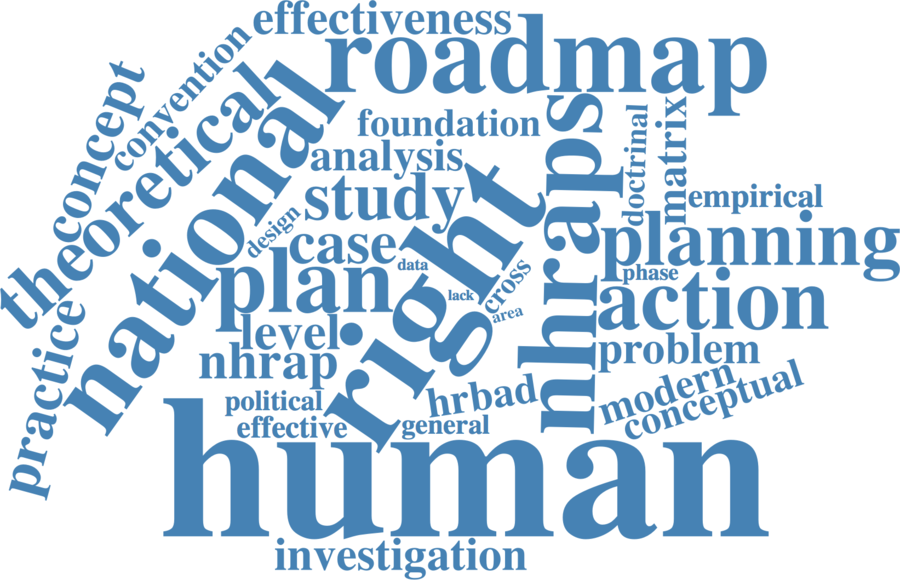 effectiveness
roadmap
convention
concept
theoretical
national
foundation
analysis
study
design
case
data
plan
right
lack
cross
area
nhraps
doctrinal
matrix
empirical
planning
phase
action
level
nhrap
practice
problem
modern
conceptual
political
hrbad
effective
general
human
investigation